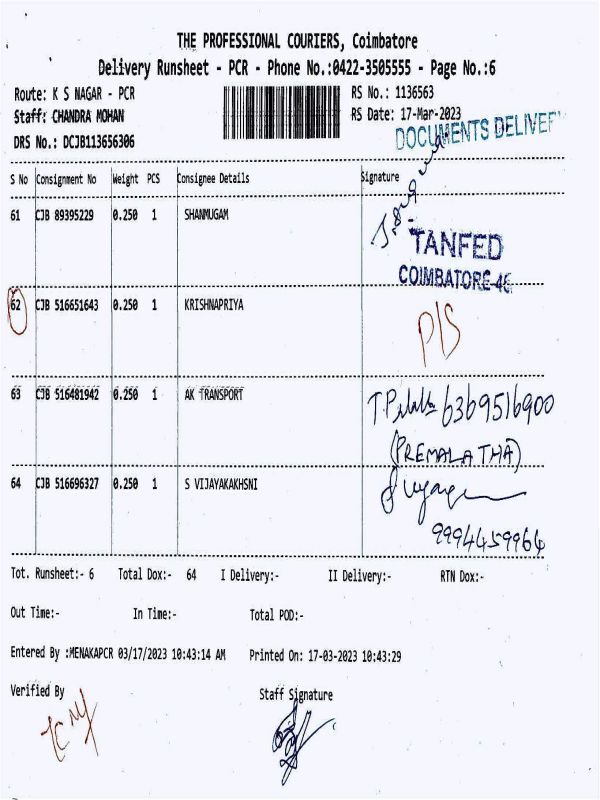 THE PROFESSIONAL COURIERS, Coimbatore
Delivery Runsheet - PCR - Phone No.:0422-3505555 - Page No.:6
Route: K S NAGAR - PCR
RS No.: 1136563
Staff: CHANDRA MOHAN
RS Date: 17-Mar-2023
DOCUMENTS DELIVER
DRS No.: DCJB113656306
S No Consignment No Weight PCS Consignee Details Signature
61 CJB 89395229 0.250 1 SHANMUGAM
TANFED
COIMBATORE-46
62 CJB 516651643 0.250 1 KRISHNAPRIYA P/S
63 CJB 516481942 0.250 1 AK TRANSPORT 6369516900
(PREMALATHA)
64 CJB 516696327 0.250 1 S VIJAYAKAKHSNI
9994459964
Tot. Runsheet:- 6 Total Dox:- 64 I Delivery:- II Delivery:- RTN Dox:-
Out Time:- In Time:- Total POD:-
Entered By :MENAKAPCR 03/17/2023 10:43:14 AM Printed On: 17-03-2023 10:43:29
Verified By Staff Signature